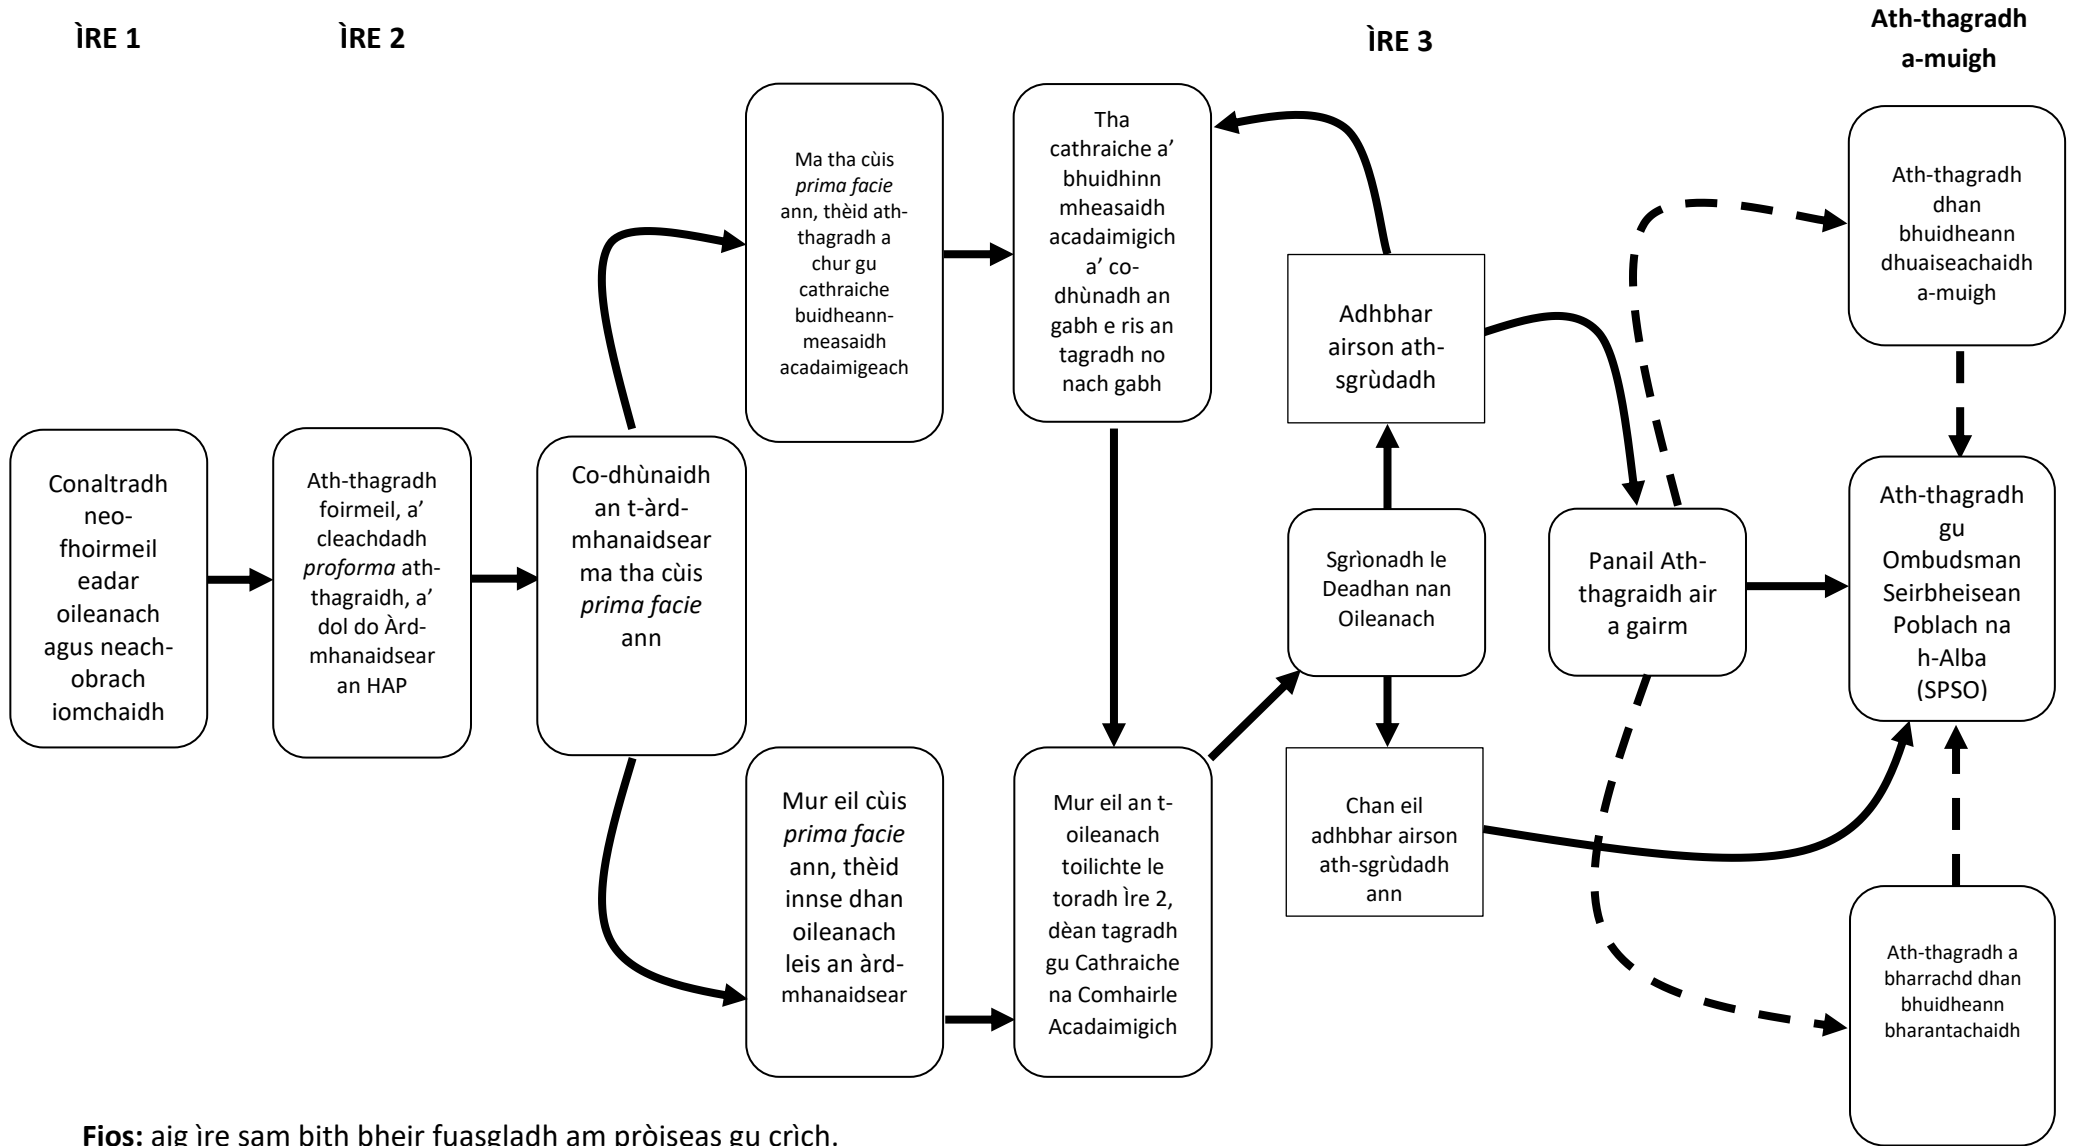 ÌRE 1
ÌRE 2
ÌRE 3
Ath-thagradh
a-muigh
Conaltradh
neo-
fhoirmeil
eadar
oileanach
agus neach-
obrach
iomchaidh
Ath-thagradh
foirmeil, a’
cleachdadh
proforma ath-
thagraidh, a’
dol do Àrd-
mhanaidsear
an HAP
Co-dhùnaidh
an t-àrd-
mhanaidsear
ma tha cùis
prima facie
ann
Ma tha cùis
prima facie
ann, thèid ath-
thagradh a
chur gu
cathraiche
buidheann-
measaidh
acadaimigeach
Mur eil cùis
prima facie
ann, thèid
innse dhan
oileanach
leis an àrd-
mhanaidsear
Tha
cathraiche a’
bhuidhinn
mheasaidh
acadaimigich
a’ co-
dhùnadh an
gabh e ris an
tagradh no
nach gabh
Mur eil an t-
oileanach
toilichte le
toradh Ìre 2,
dèan tagradh
gu Cathraiche
na Comhairle
Acadaimigich
Adhbhar
airson ath-
sgrùdadh
Sgrìonadh le
Deadhan nan
Oileanach
Chan eil
adhbhar airson
ath-sgrùdadh
ann
Panail Ath-
thagraidh air
a gairm
Ath-thagradh
dhan
bhuidheann
dhuaiseachaidh
a-muigh
Ath-thagradh
gu
Ombudsman
Seirbheisean
Poblach na
h-Alba
(SPSO)
Ath-thagradh a
bharrachd dhan
bhuidheann
bharantachaidh
Fios: aig ìre sam bith bheir fuasgladh am pròiseas gu crìch.